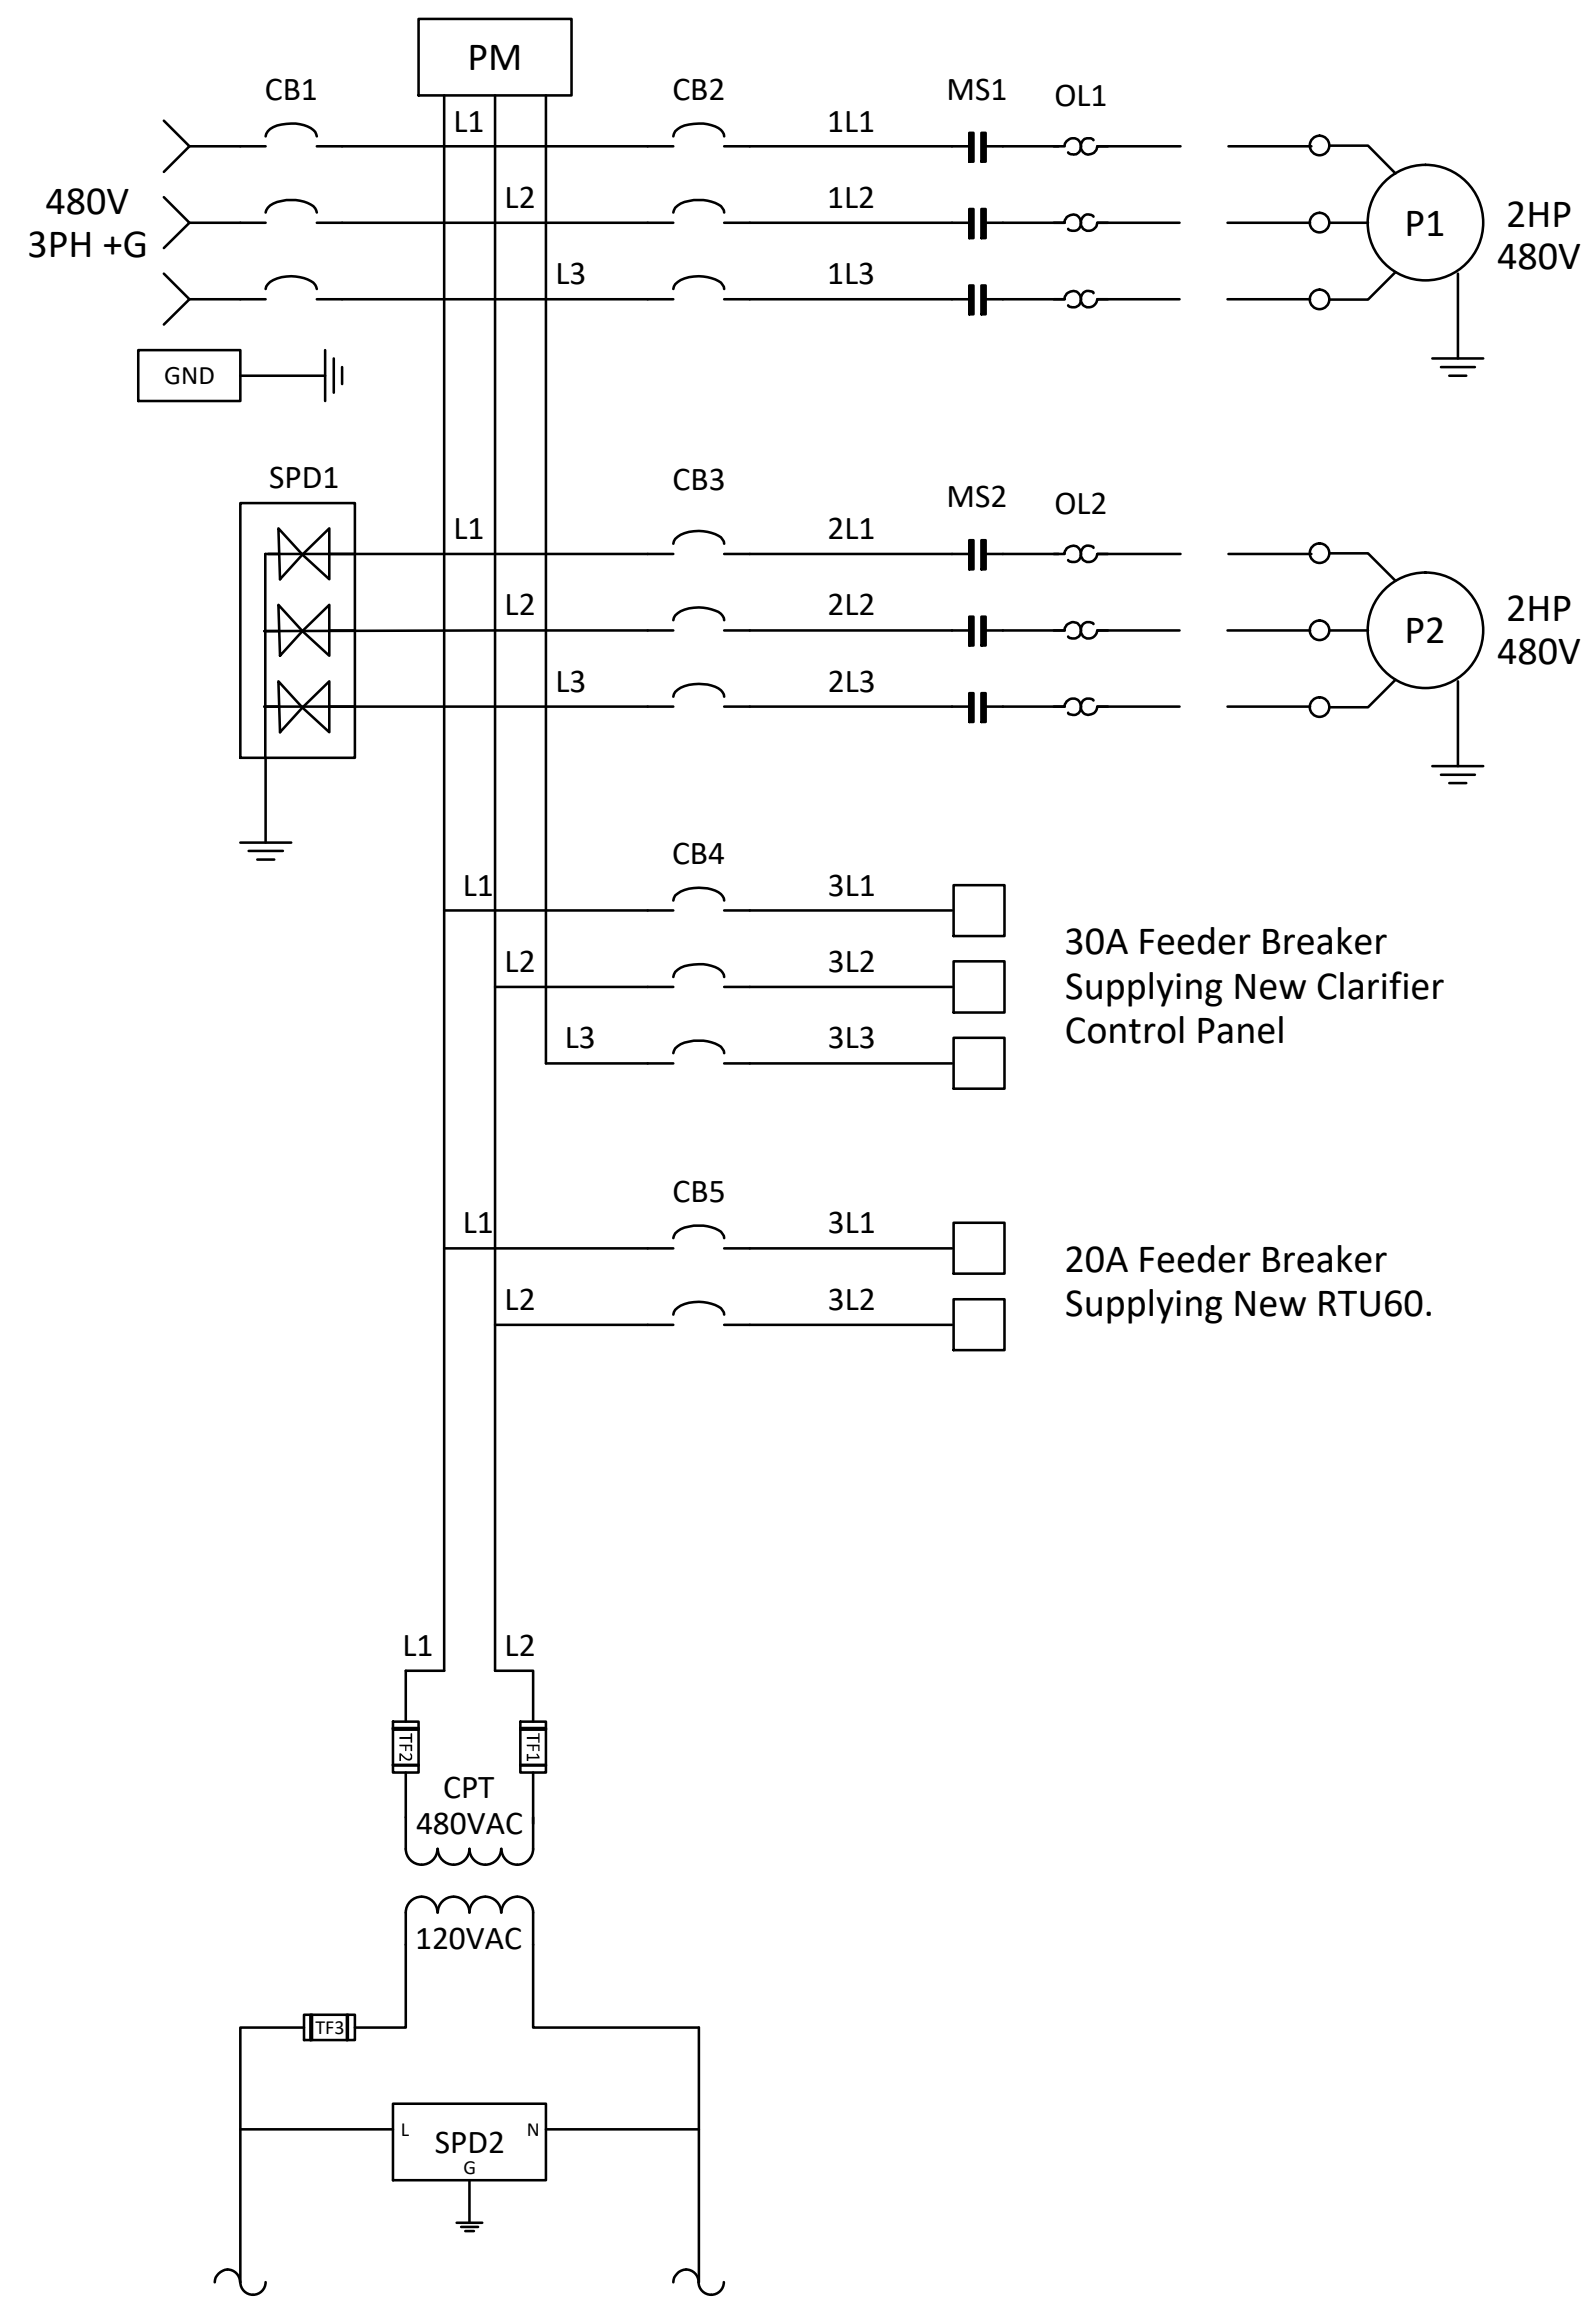 PM
CB1
CB2
MS1
OL1
L1
1L1
480V
3PH +G
L2
1L2
P1
2HP
480V
L3
1L3
GND
SPD1
CB3
MS2
OL2
L1
2L1
L2
2L2
P2
2HP
480V
L3
2L3
CB4
L1
3L1
L2
3L2
L3
3L3
30A Feeder Breaker
Supplying New Clarifier
Control Panel
CB5
L1
3L1
L2
3L2
20A Feeder Breaker
Supplying New RTU60.
L1
L2
TF2
TF1
CPT
480VAC
120VAC
TF3
L
N
SPD2
G